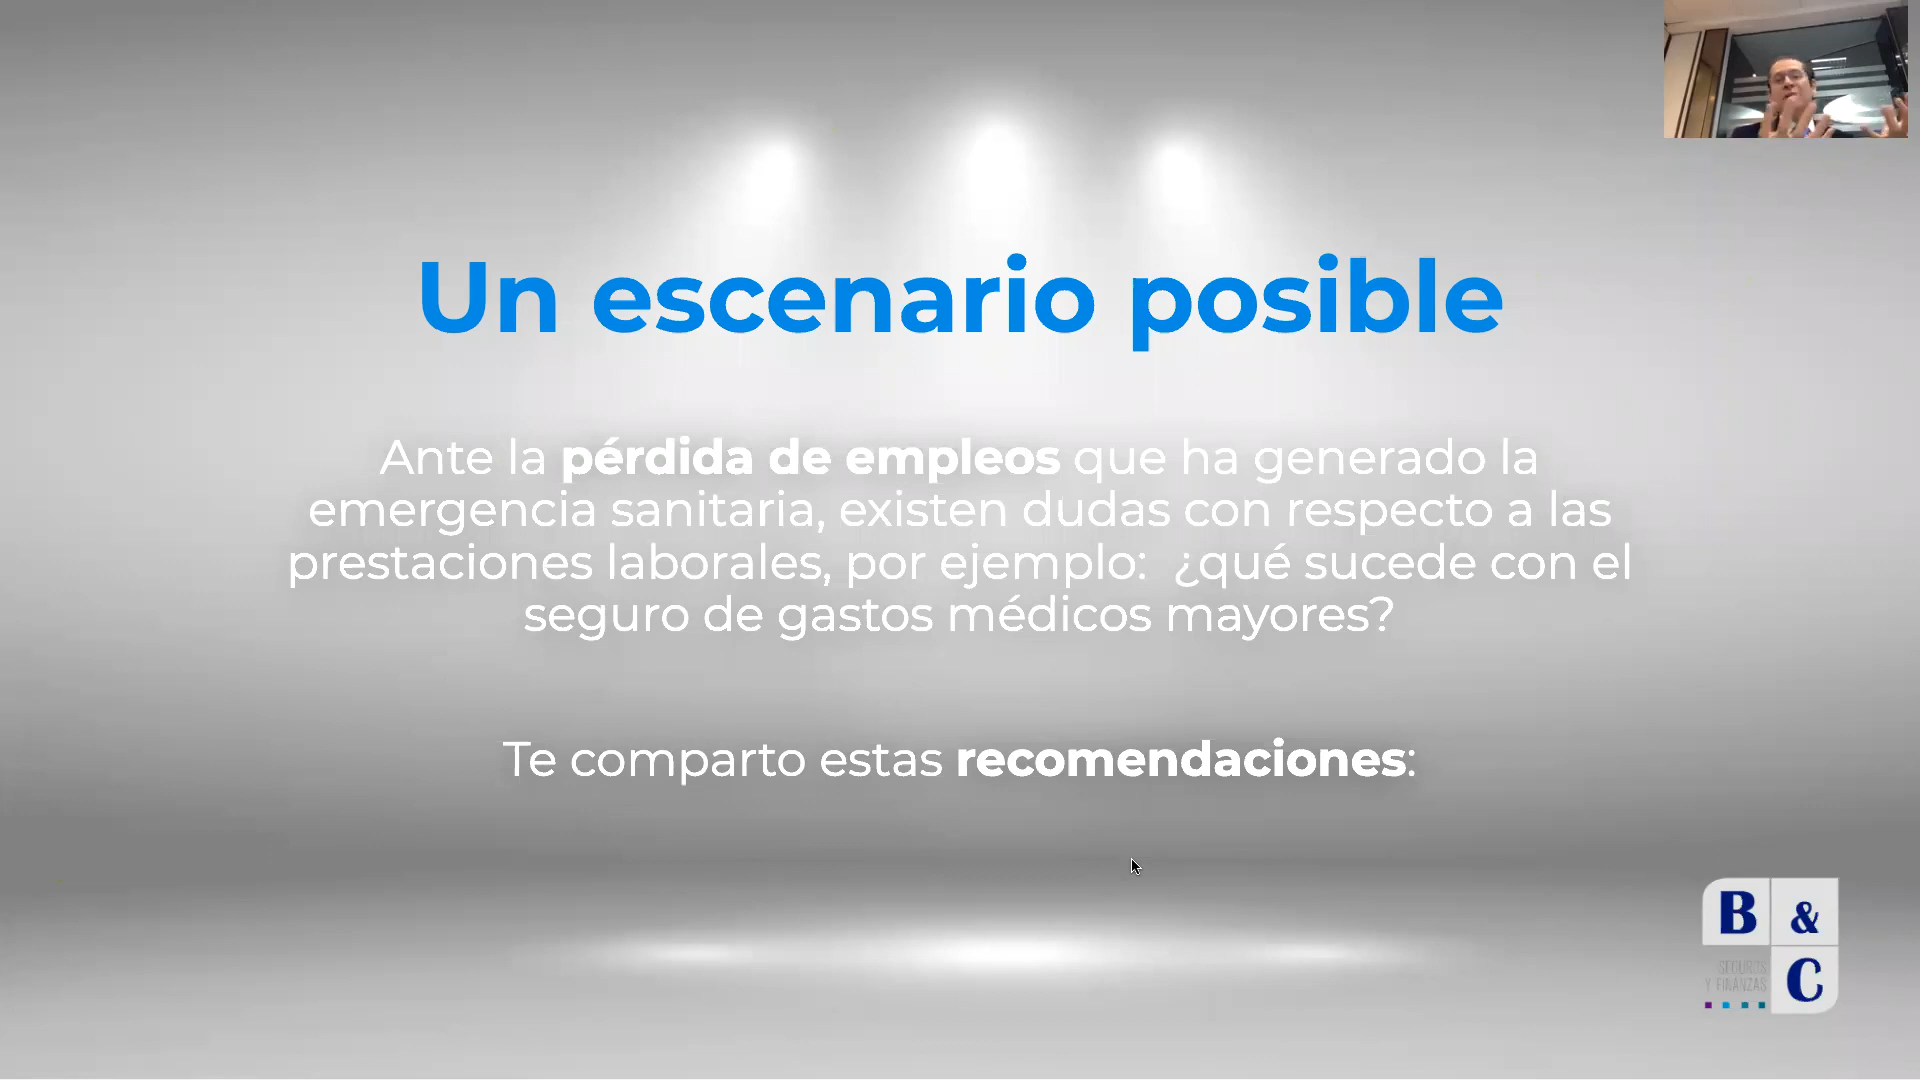 Un escenario posible
Ante la pérdida de empleos que ha generado la
emergencia sanitaria, existen dudas con respecto a las
prestaciones laborales, por ejemplo:  ¿qué sucede con el
seguro de gastos médicos mayores?
Te comparto estas recomendaciones:
B &
SEGUROS
Y FINANZAS
C